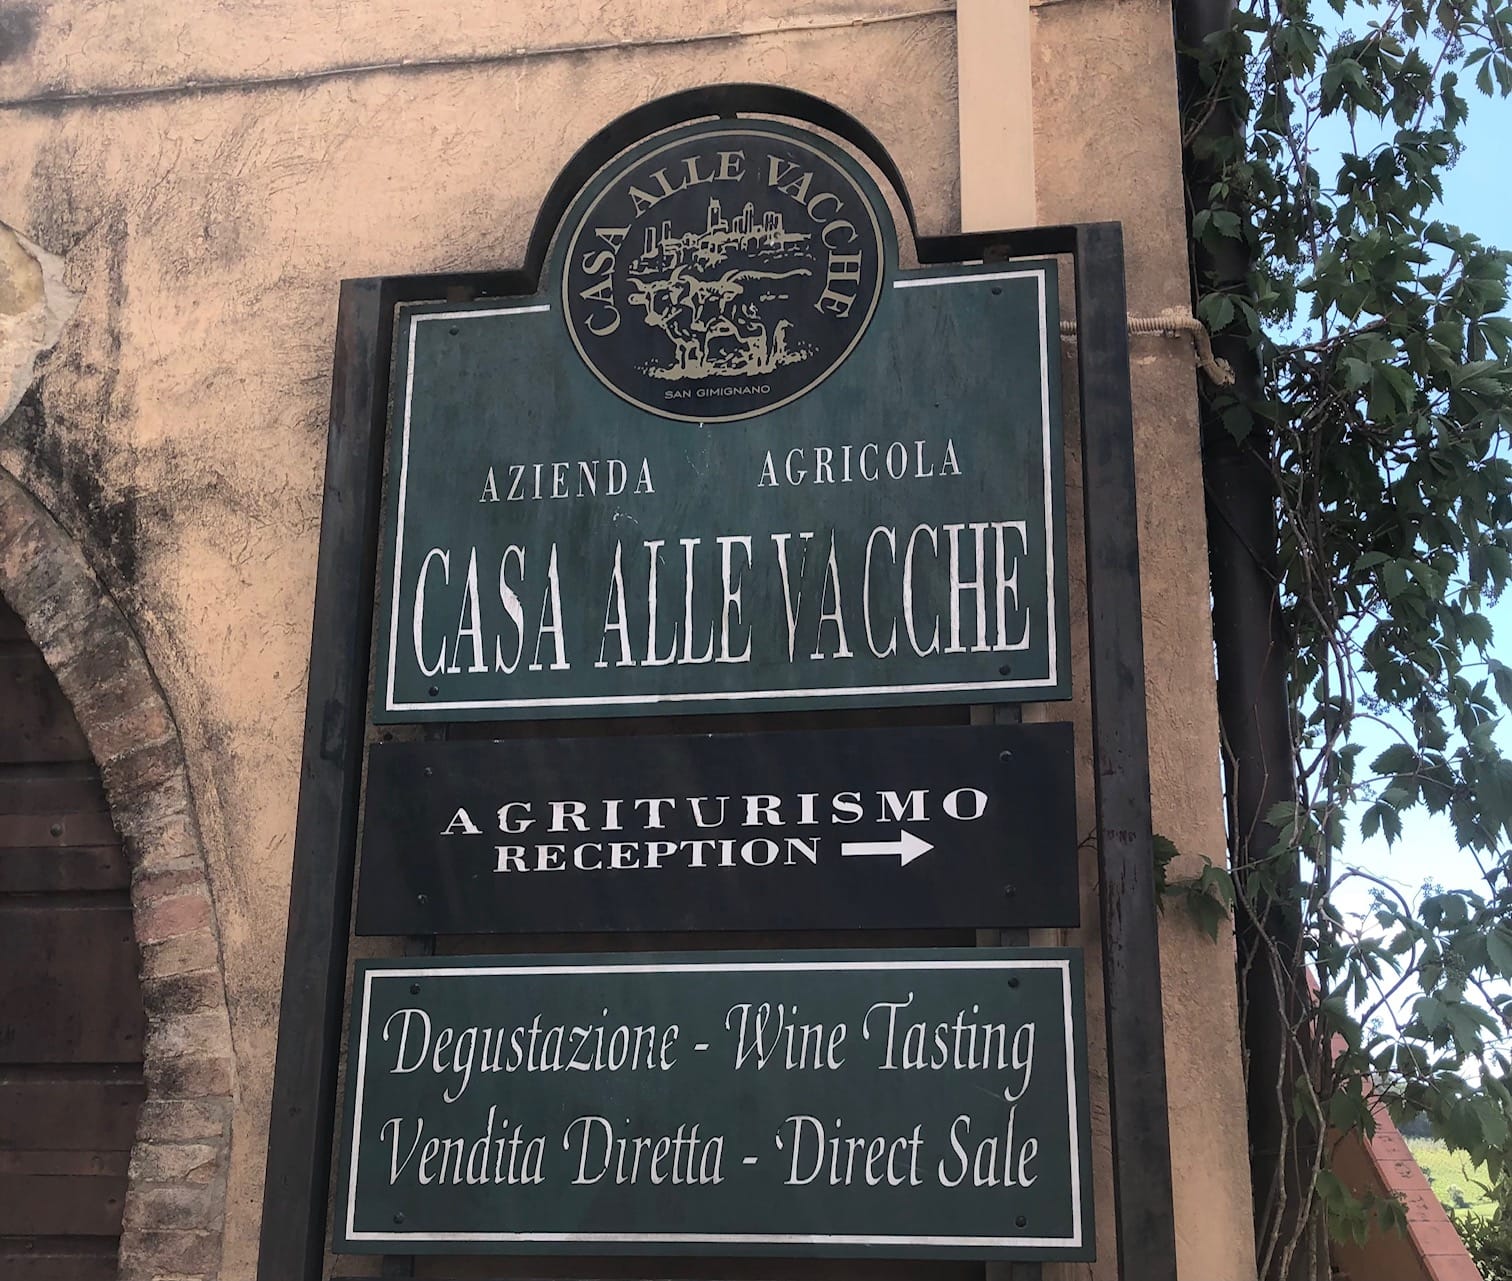 CASA ALLE VACCHE
SAN GIMIGNANO
AZIENDA AGRICOLA
CASA ALLE VACCHE
AGRITURISMO
RECEPTION
Degustazione - Wine Tasting
Vendita Diretta - Direct Sale